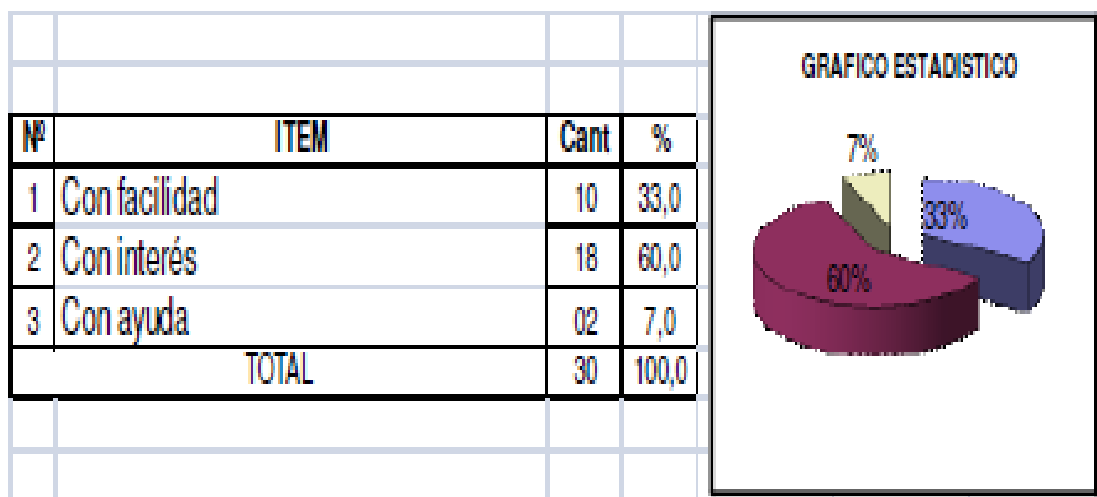 Nº ITEM Cant %
1 Con facilidad 10 33,0
2 Con interés 18 60,0
3 Con ayuda 02 7,0
TOTAL 30 100,0
GRAFICO ESTADISTICO
7%
33%
60%